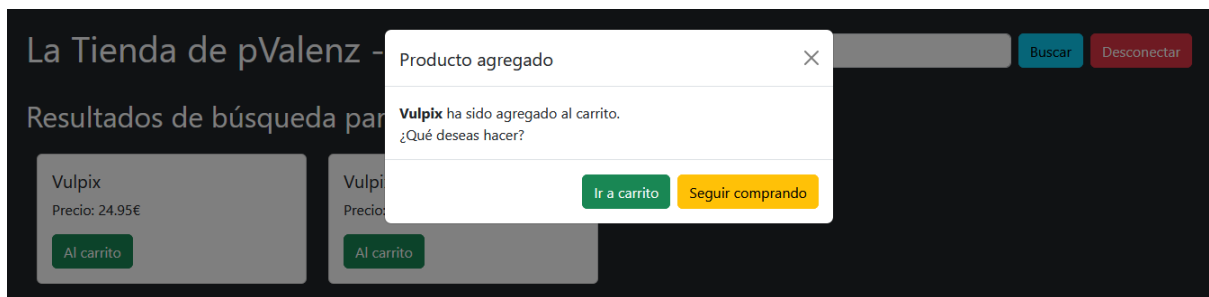 La Tienda de pValenz -
Buscar
Desconectar
Producto agregado
Resultados de búsqueda par
Vulpix ha sido agregado al carrito.
¿Qué deseas hacer?
Ir a carrito
Seguir comprando
Vulpix
Precio: 24.95€
Al carrito
Vulpi
Precio:
Al carrito